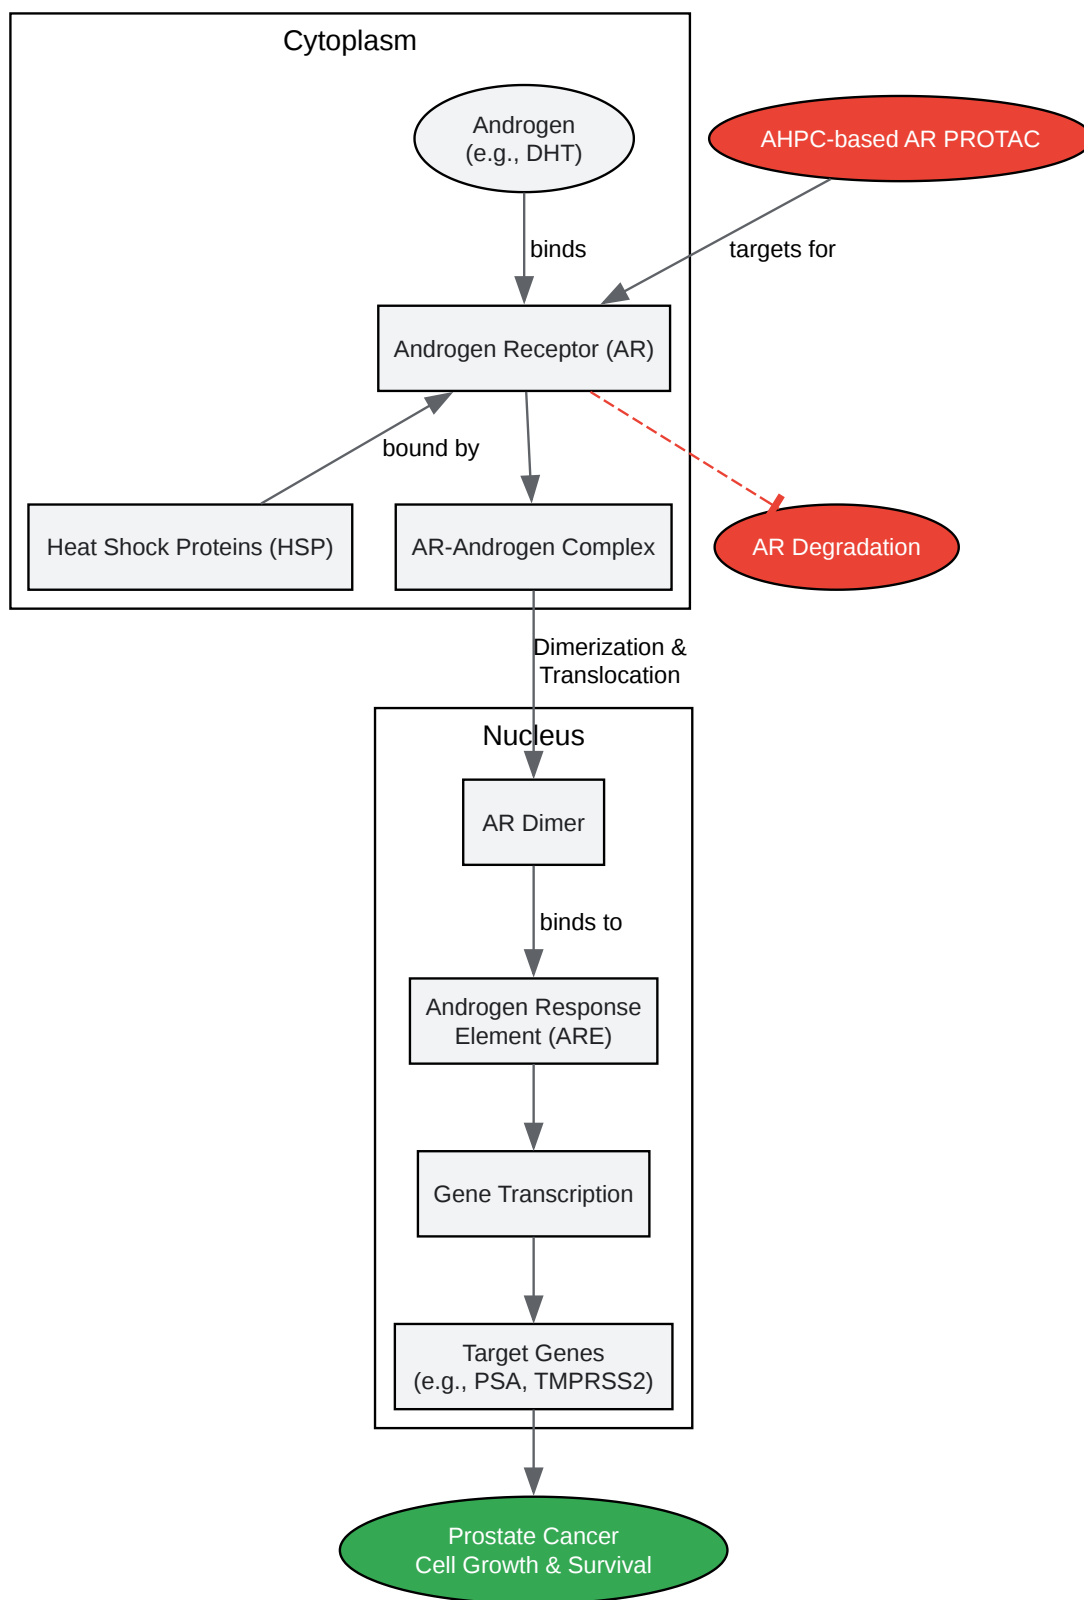 Cytoplasm
Androgen
(e.g., DHT)
AHPC-based AR PROTAC
binds
targets for
Androgen Receptor (AR)
bound by
Heat Shock Proteins (HSP)
AR-Androgen Complex
AR Degradation
Dimerization &
Translocation
Nucleus
AR Dimer
binds to
Androgen Response
Element (ARE)
Gene Transcription
Target Genes
(e.g., PSA, TMPRSS2)
Prostate Cancer
Cell Growth & Survival